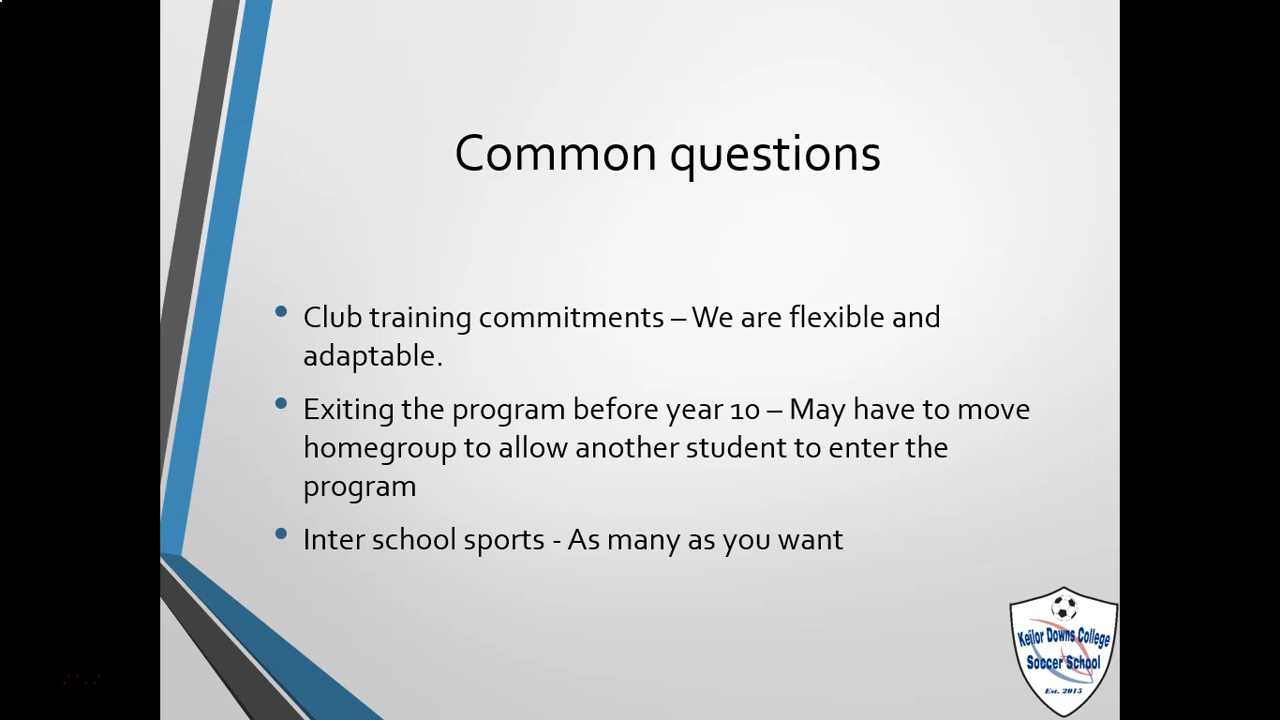 Common questions
• Club training commitments – We are flexible and
adaptable.
• Exiting the program before year 10 – May have to move
homegroup to allow another student to enter the
program
• Inter school sports - As many as you want
Keilor Downs College
Soccer School
Est. 2015